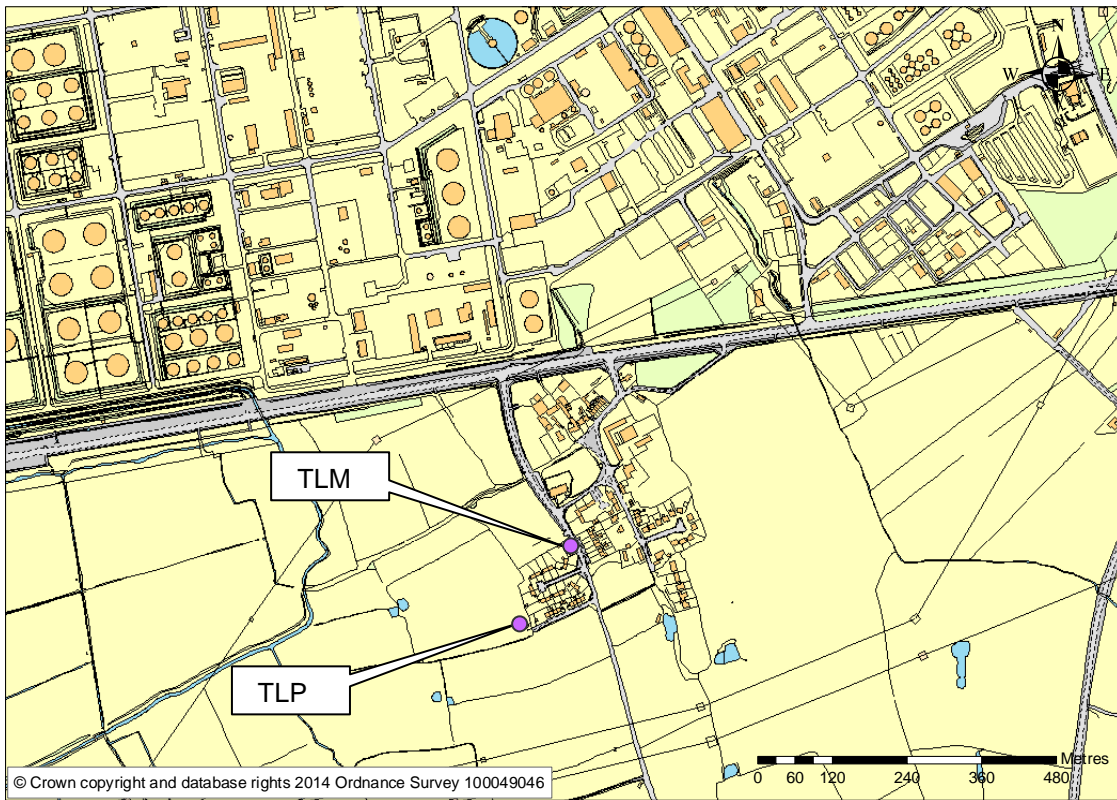 N
W
E
TLM
TLP
Metres
0 60 120 240 360 480
© Crown copyright and database rights 2014 Ordnance Survey 100049046